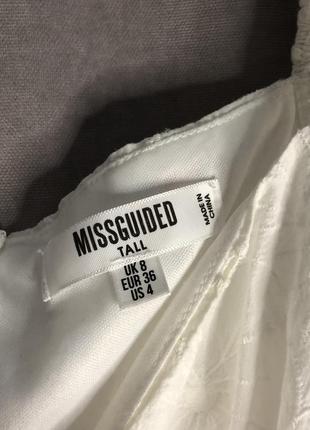 MISSGUIDED
TALL
UK 8
EUR 36
US 4
MADE IN
CHINA